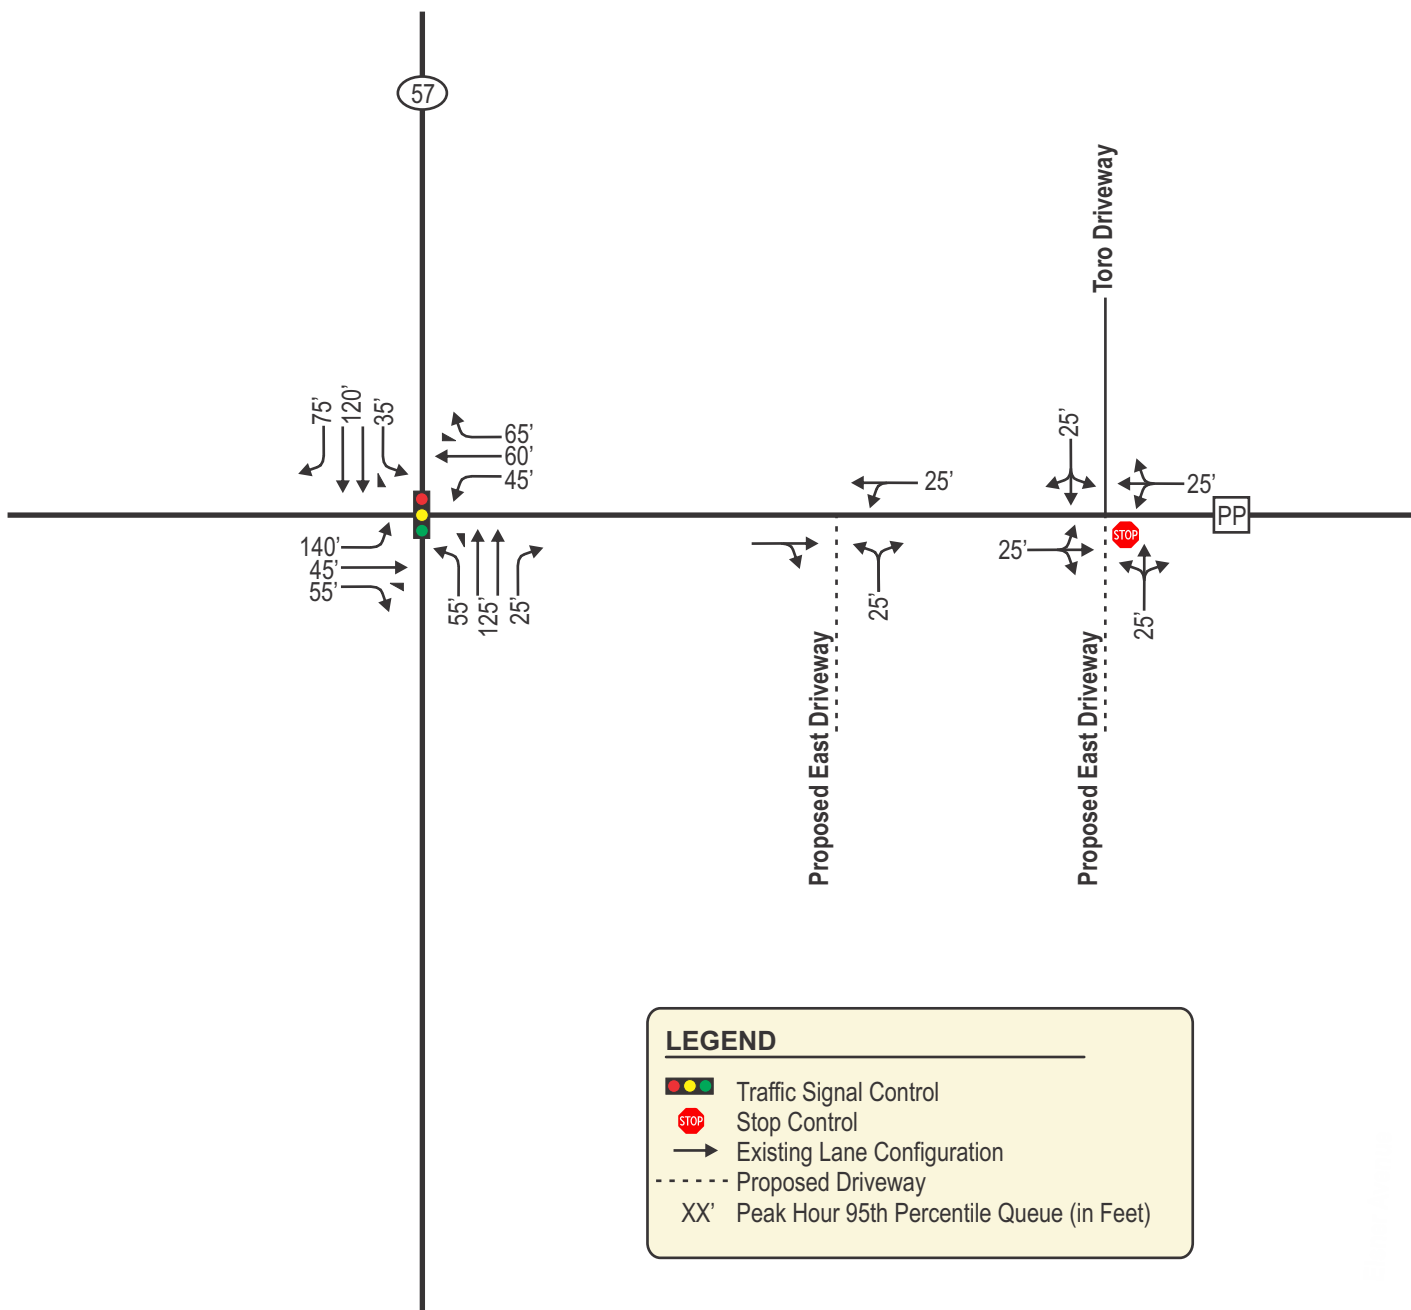 57
Toro Driveway
75’
120’
35’
65’
60’
45’
25’
25’
25’
PP
STOP
140’
45’
55’
55’
125’
25’
25’
25’
25’
Proposed East Driveway
Proposed East Driveway
LEGEND
Traffic Signal Control
STOP Stop Control
Existing Lane Configuration
Proposed Driveway
XX’ Peak Hour 95th Percentile Queue (in Feet)